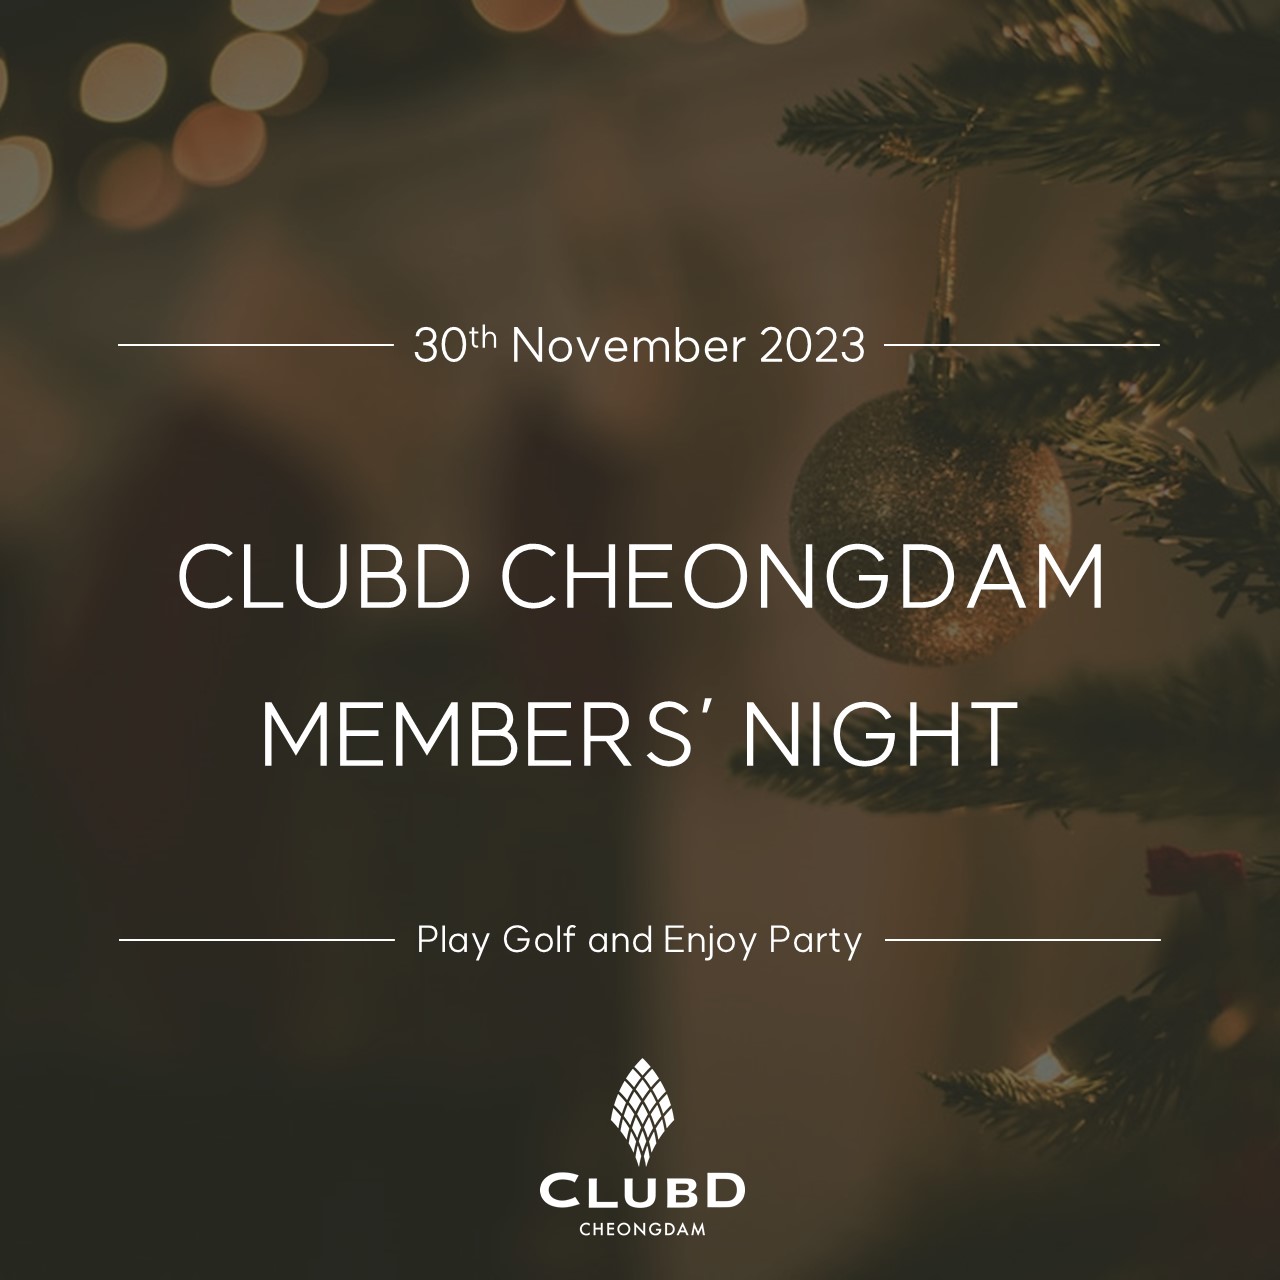 30th November 2023
CLUBD CHEONGDAM
MEMBERS’ NIGHT
Play Golf and Enjoy Party
CLUBD
CHEONGDAM